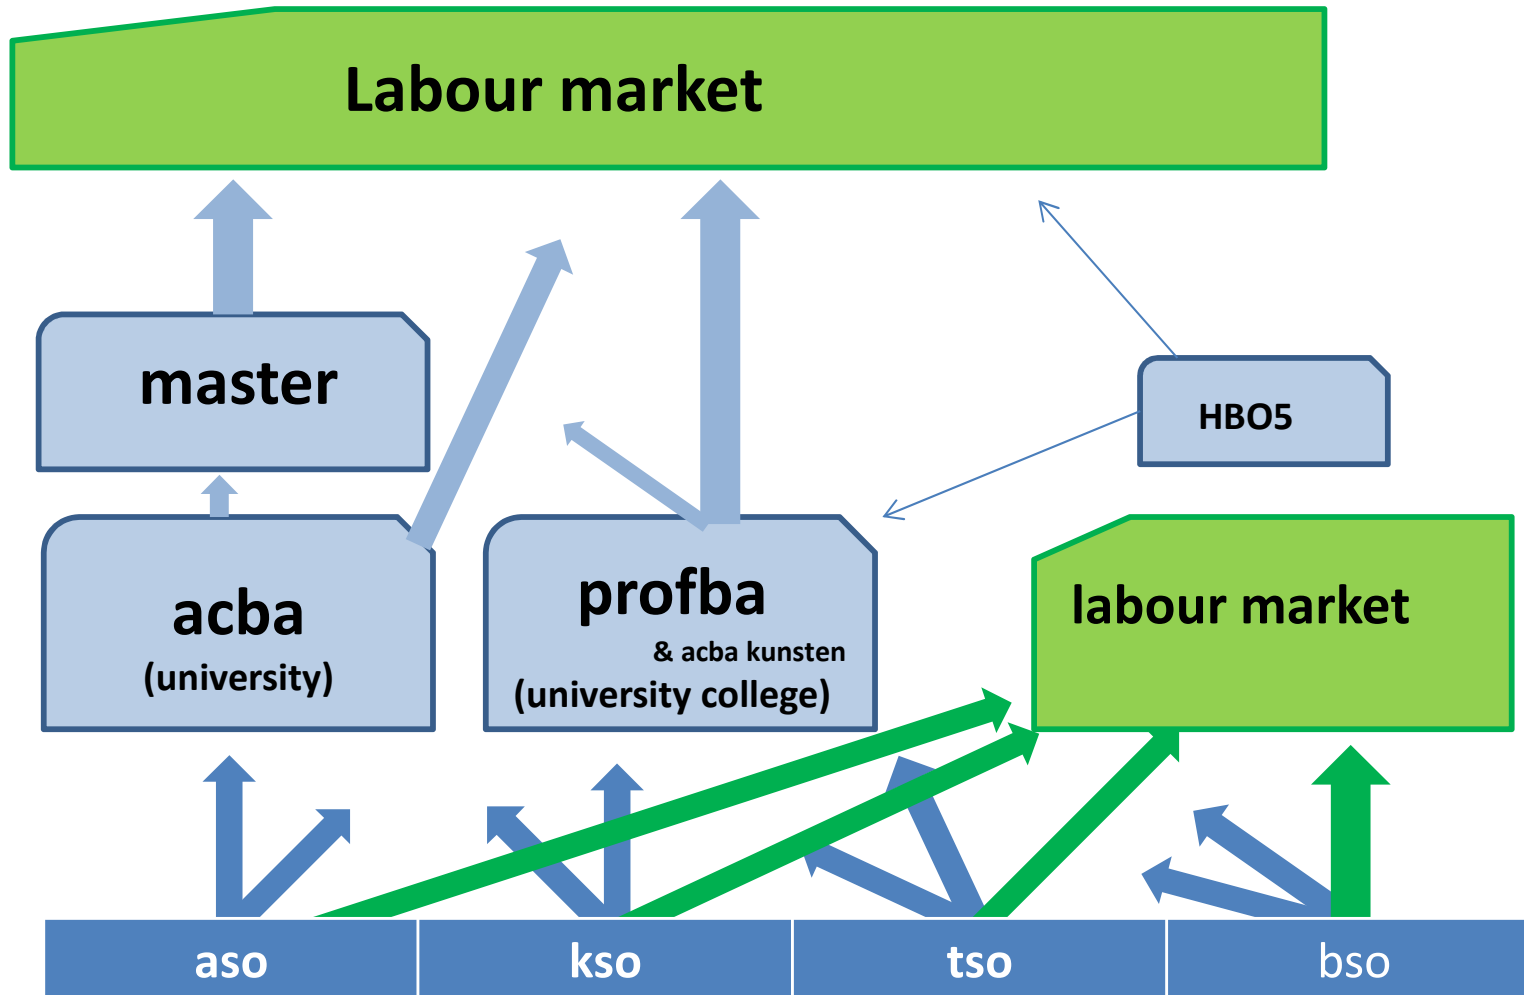 Labour market
master
HBO5
acba
(university)
profba
& acba kunsten
(university college)
labour market
aso
kso
tso
bso